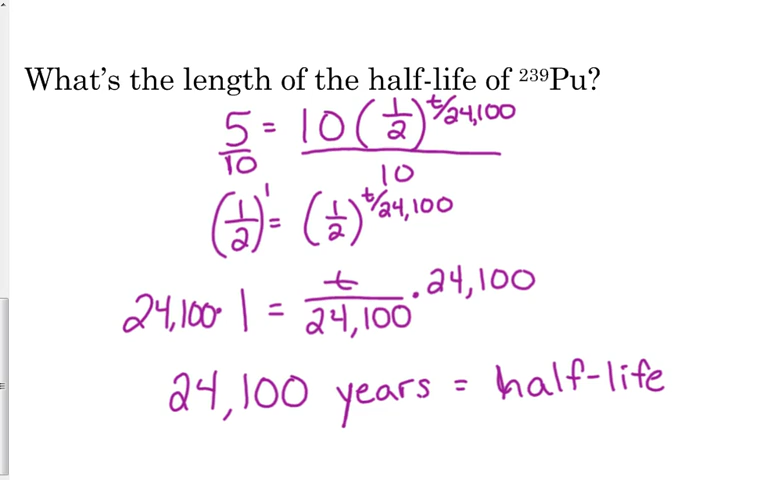 What's the length of the half-life of ²³⁹Pu?
5/10 = 10(1/2)^t/24,100 / 10
(1/2)^1 = (1/2)^t/24,100
24,100· 1 = t/24,100 · 24,100
24,100 years = half-life